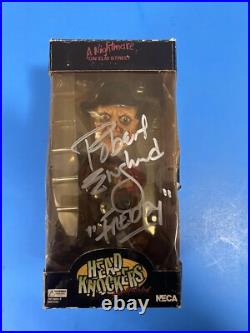 A Nightmare
ON ELM STREET
Robert
Englund
"FREDDY"
HEAD
KNOCKERS
NECA